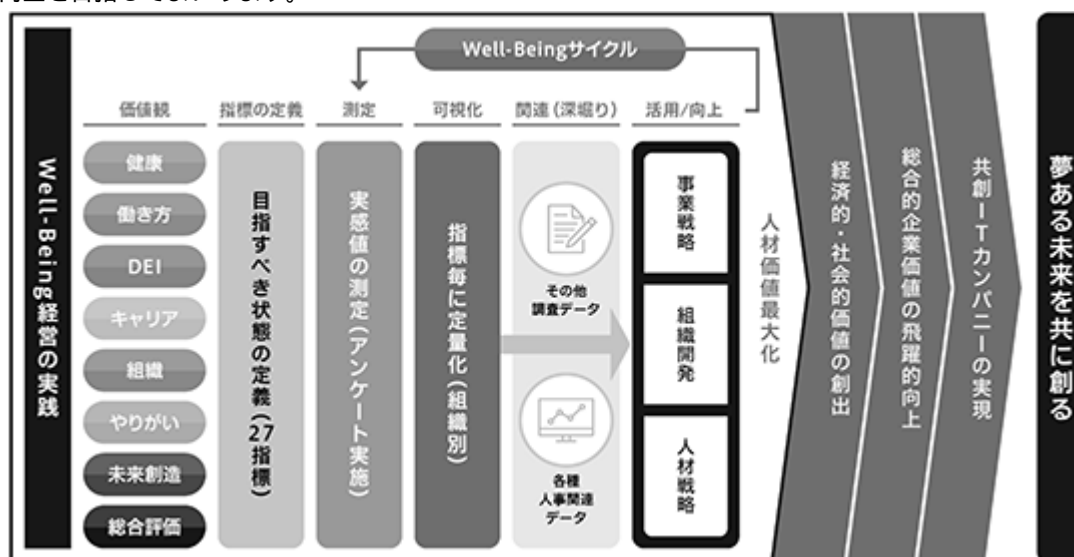 Well-Beingサイクル
価値観
指標の定義
測定
可視化
関連（深堀り）
活用/向上
Well-Being経営の実践
健康
働き方
DEI
キャリア
組織
やりがい
未来創造
総合評価
目指すべき状態の定義（27指標）
実感値の測定（アンケート実施）
指標毎に定量化（組織別）
その他
調査データ
各種
人事関連
データ
事業戦略
組織開発
人材戦略
人材価値最大化
経済的・社会的価値の創出
総合的企業価値の飛躍的向上
共創ITカンパニーの実現
夢ある未来を共に創る